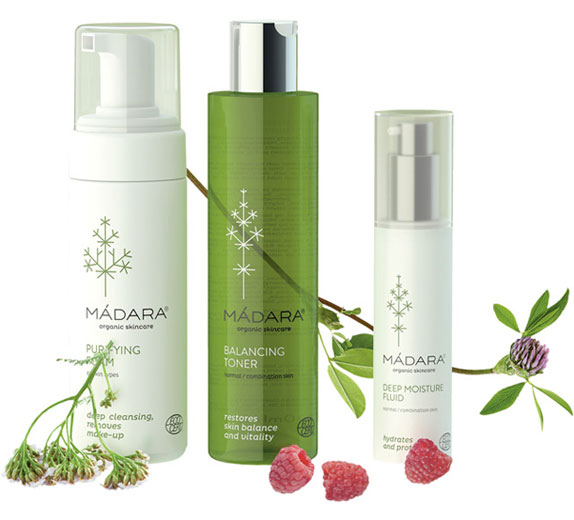 MÁDARA®
organic skincare
PURIFYING
deep cleansing,
removes
make-up
MÁDARA®
organic skincare
BALANCING
TONER
normal / combination skin
restores
skin balance
and vitality
MÁDARA®
organic skincare
DEEP MOISTURE
FLUID
normal / combination skin
hydrates
and